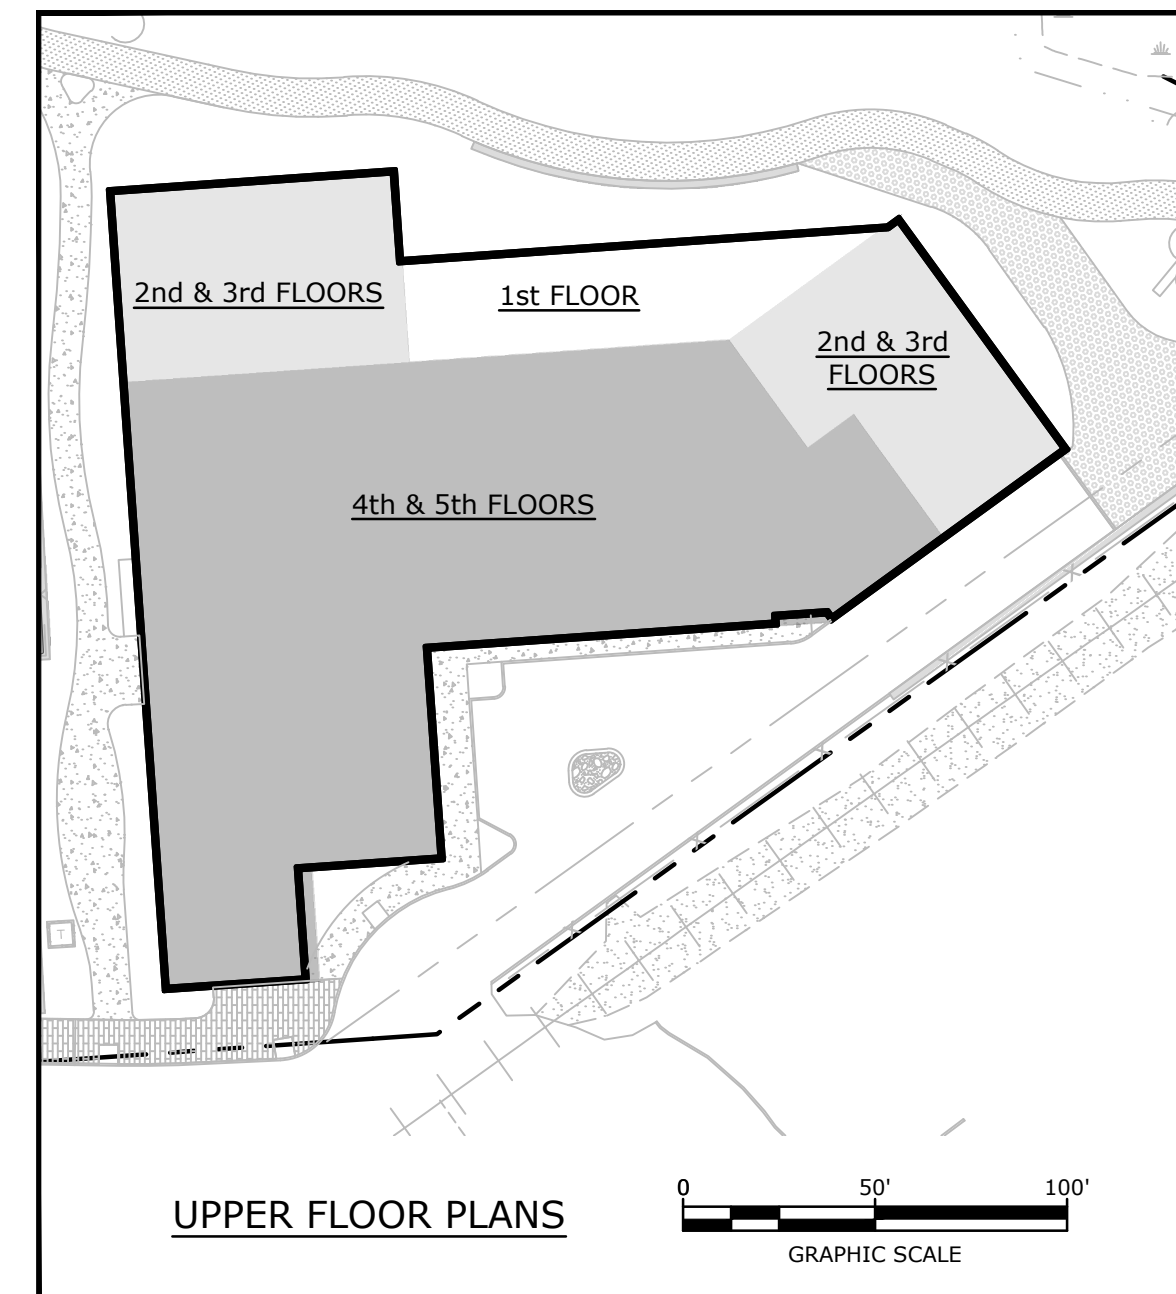 2nd & 3rd FLOORS
1st FLOOR
2nd & 3rd
FLOORS
4th & 5th FLOORS
T
UPPER FLOOR PLANS
0 50' 100'
GRAPHIC SCALE